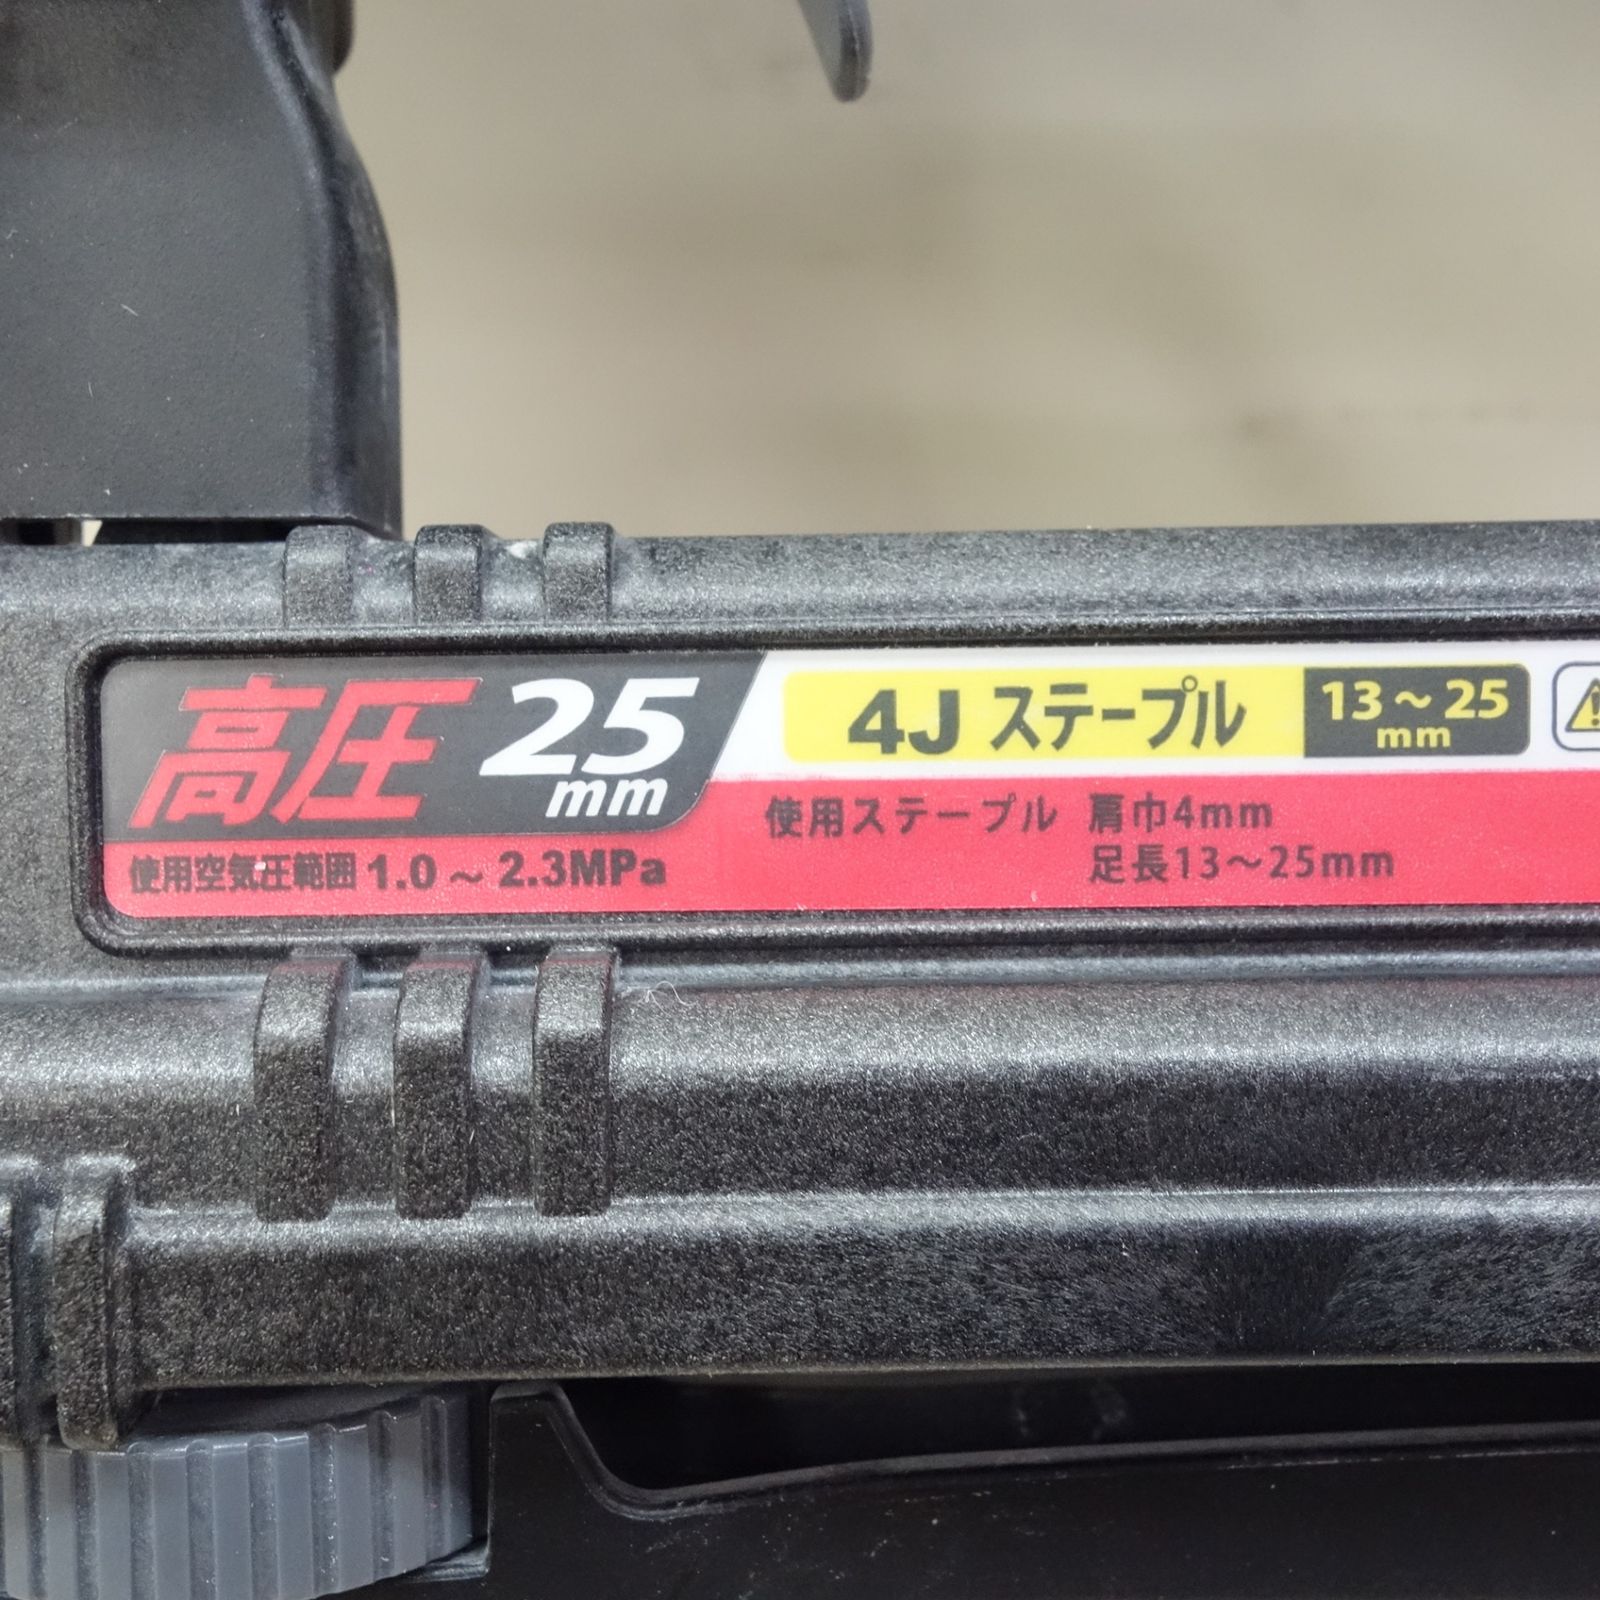 高圧 25 mm
使用空気圧範囲 1.0～2.3MPa
4J ステープル 13～25 mm
使用ステープル 肩巾4mm
足長13～25mm